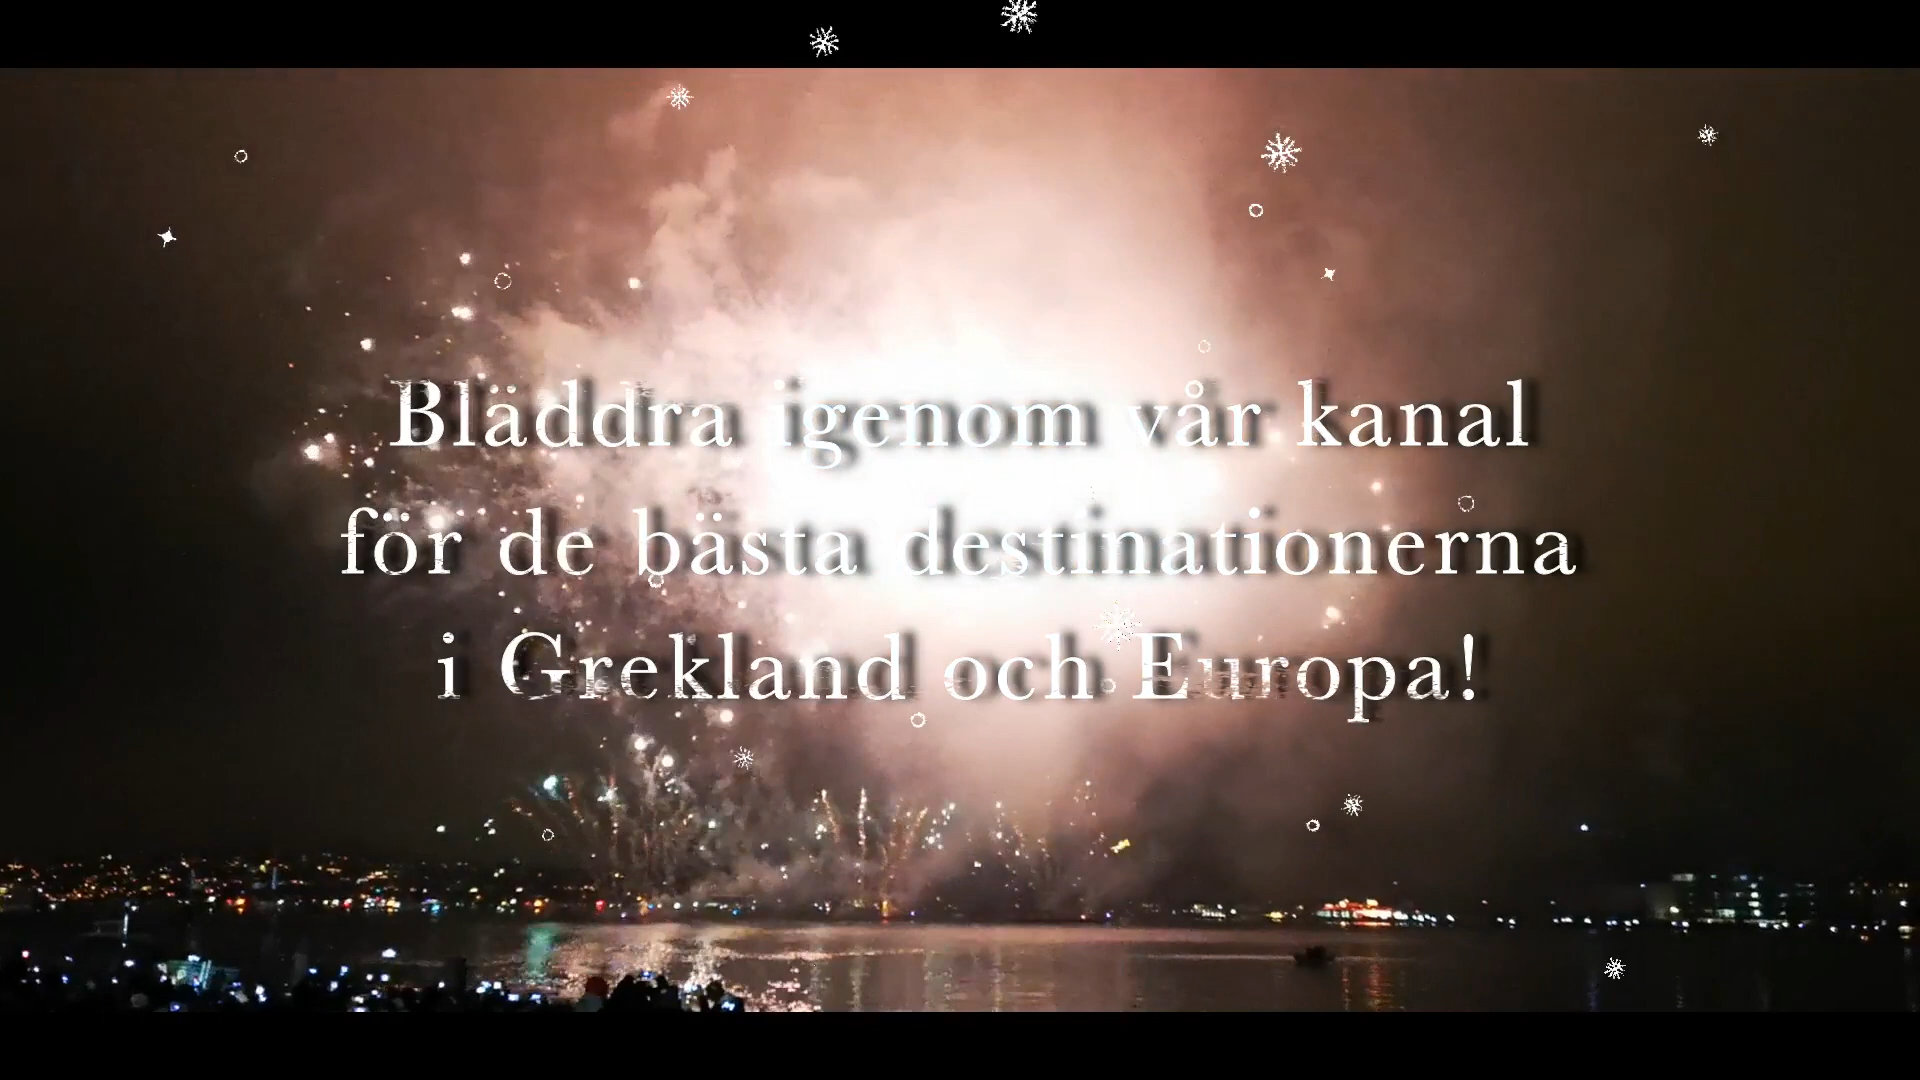 Bläddra igenom vår kanal
för de bästa destinationerna
i Grekland och Europa!